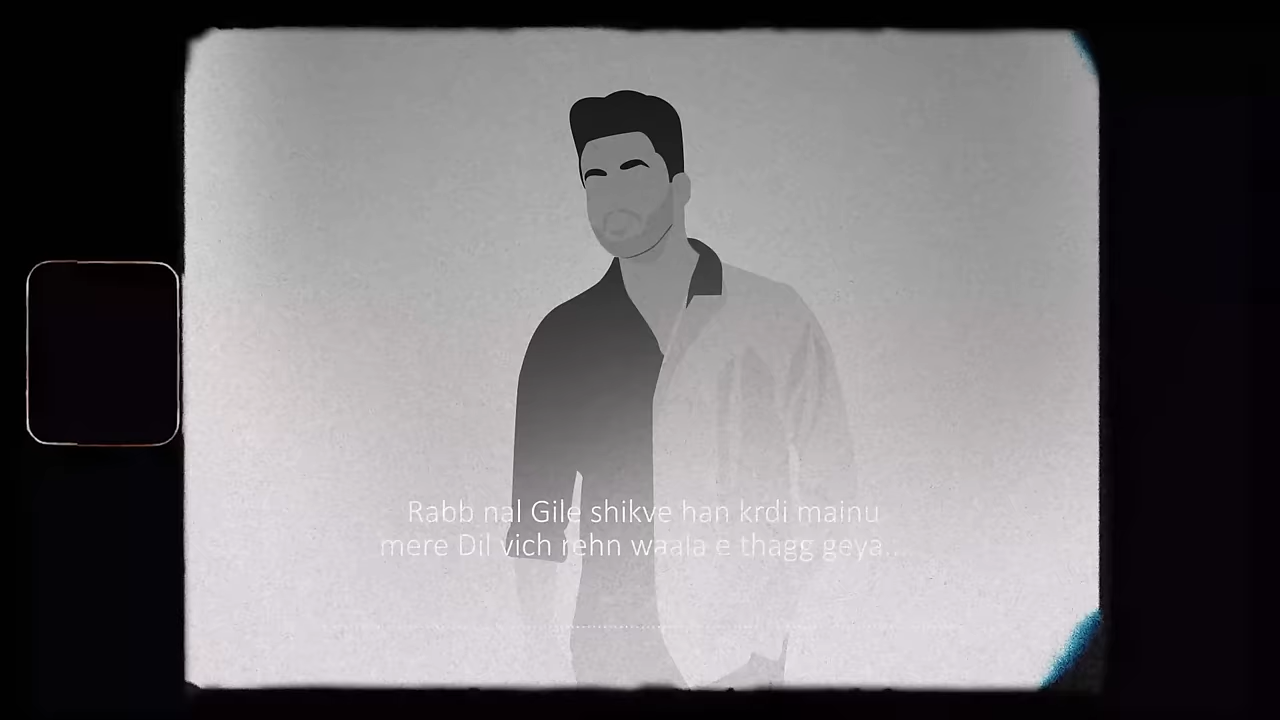 Rabb nal Gile shikve han krdi mainu
mere Dil vich rehn waala e thagg geya...